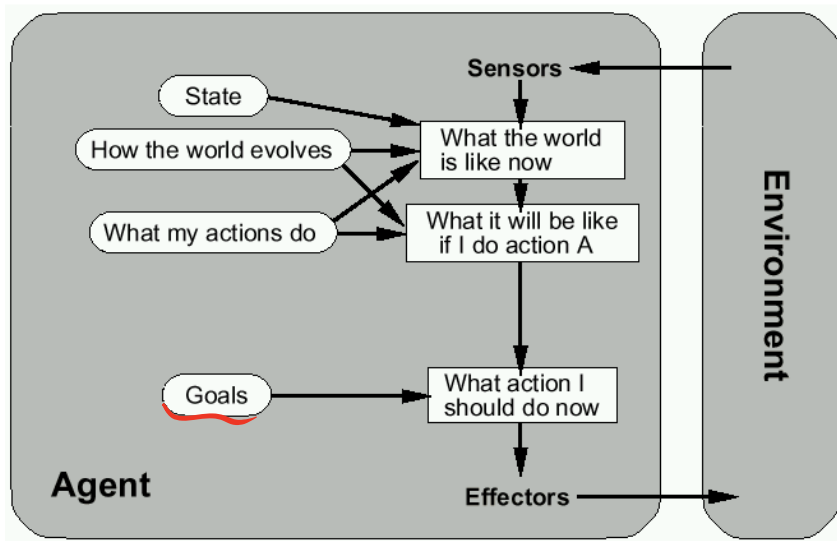 Sensors
State
What the world
is like now
How the world evolves
What my actions do
What it will be like
if I do action A
Goals
What action I
should do now
Agent
Effectors
Environment